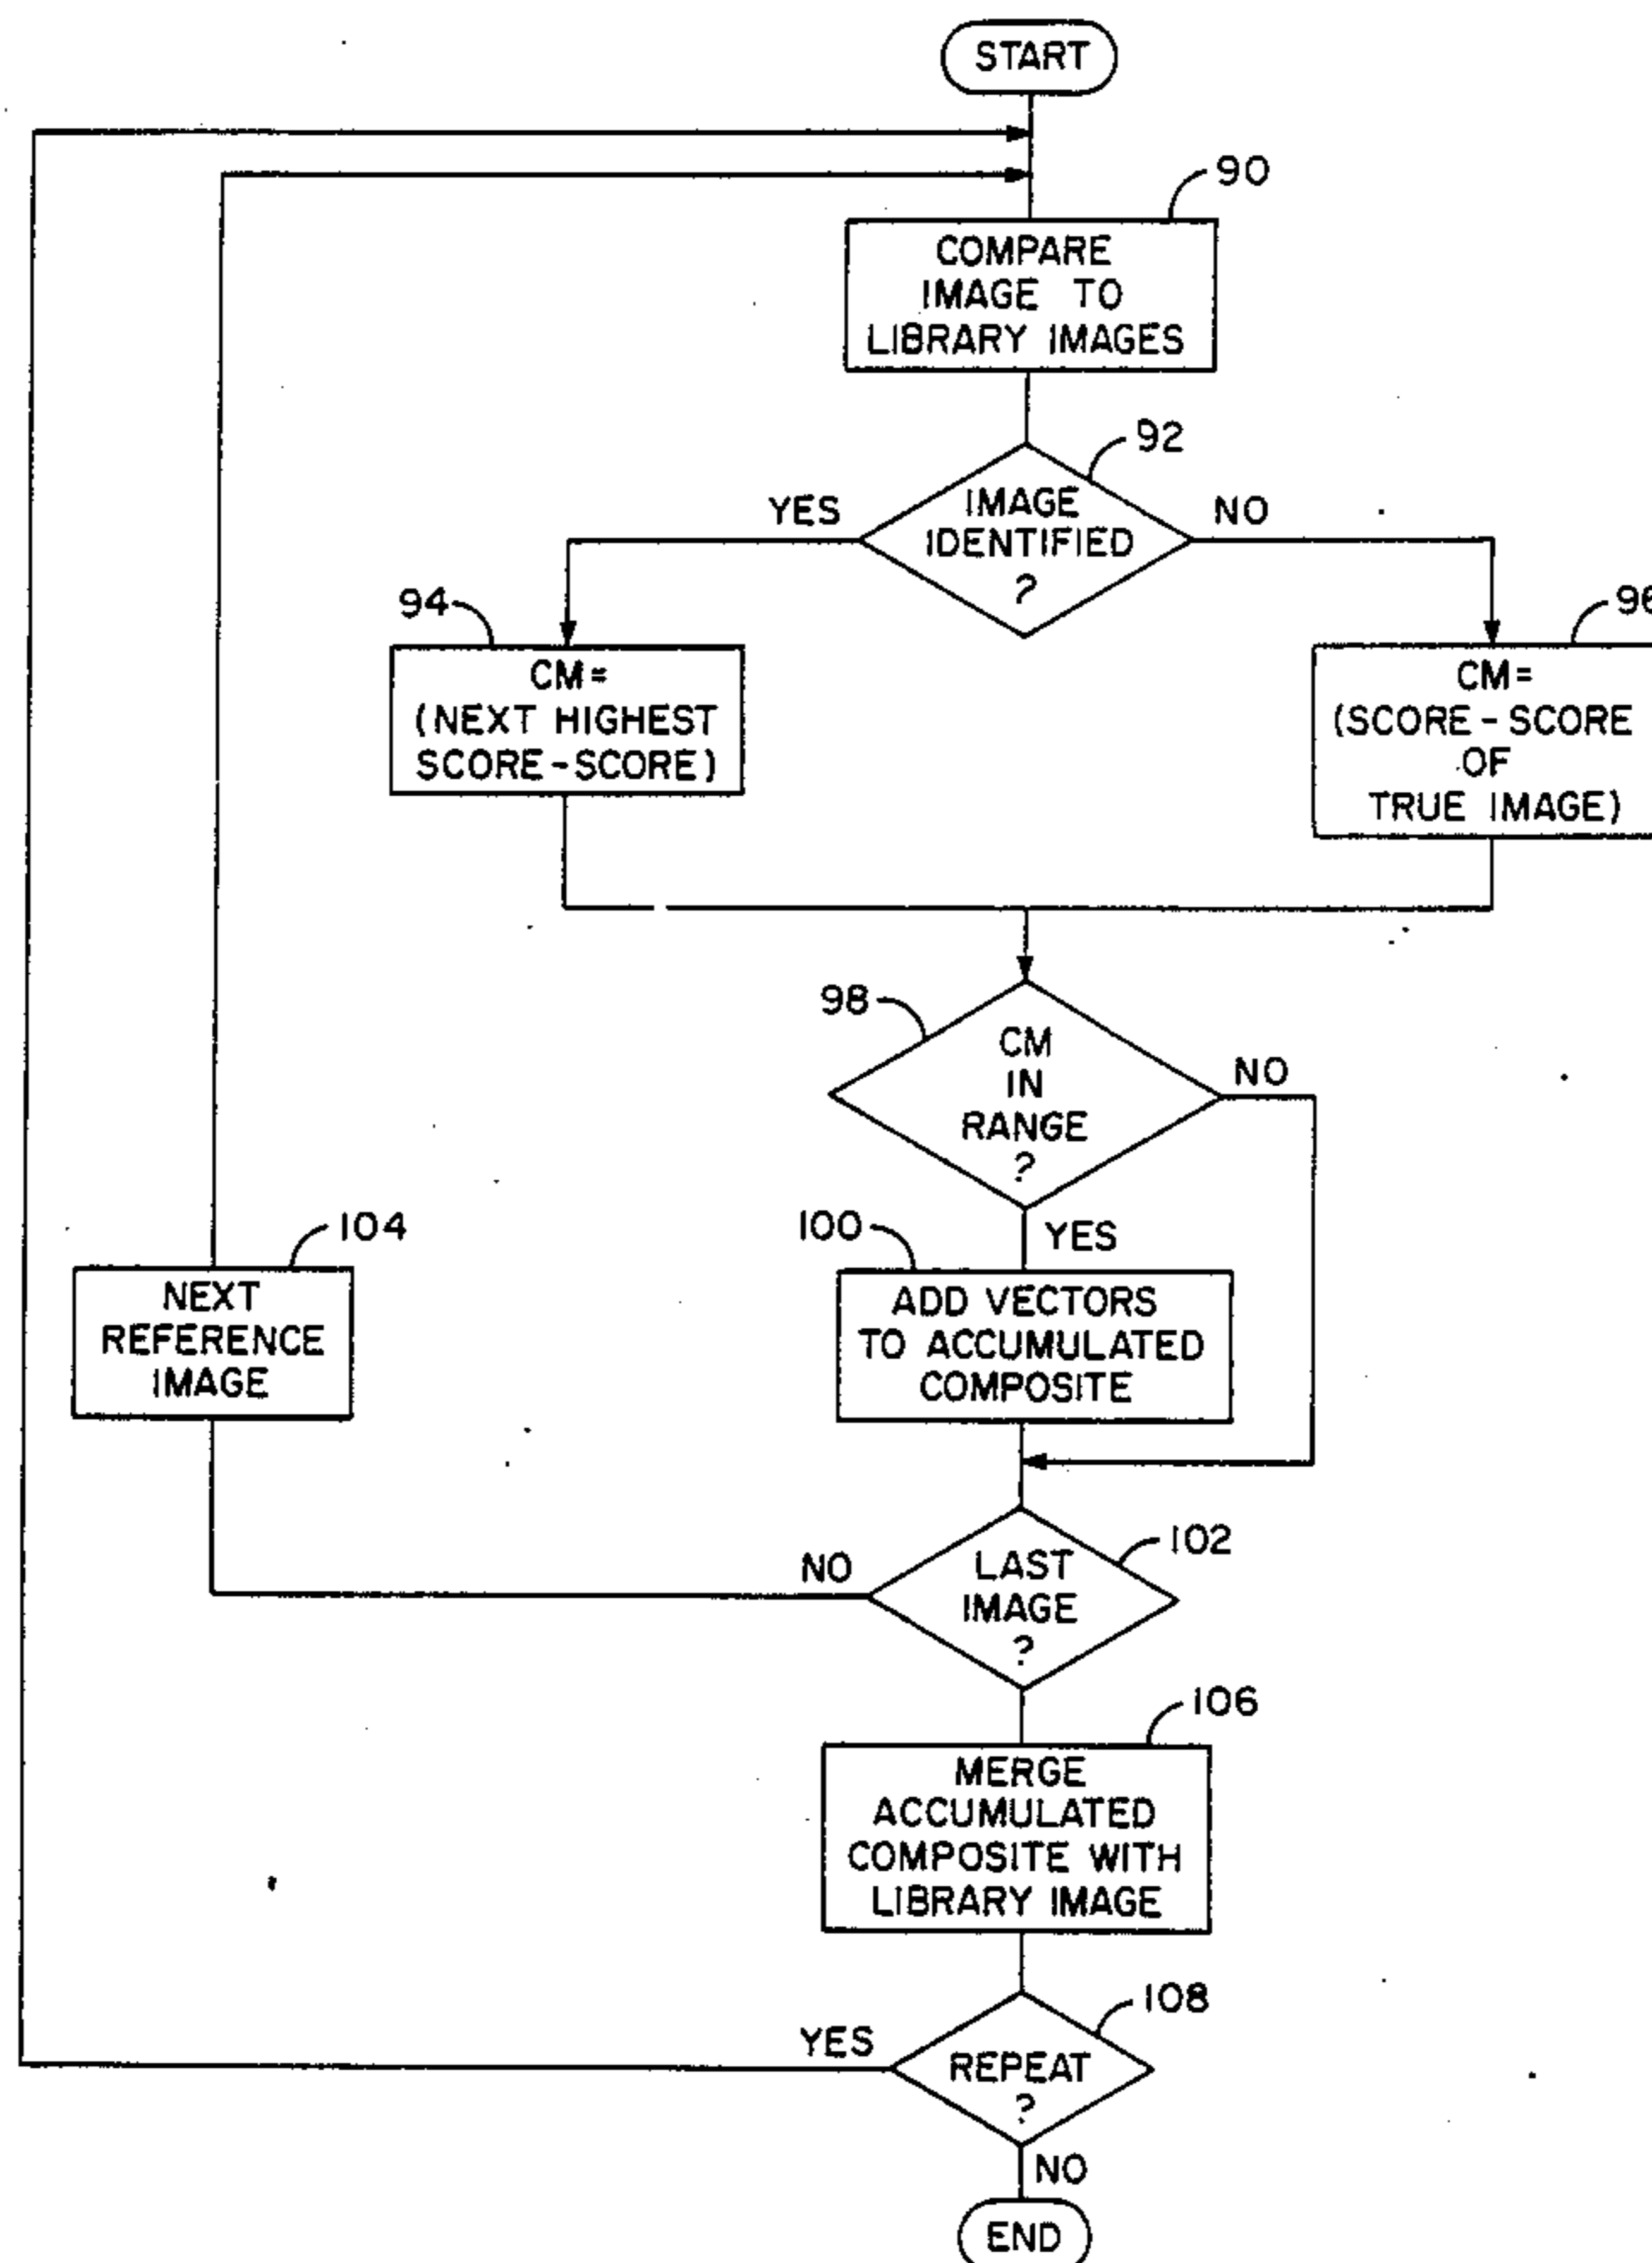 START
90
COMPARE
IMAGE TO
LIBRARY IMAGES
92
YES
IMAGE
IDENTIFIED
?
NO
94
CM=
(NEXT HIGHEST
SCORE-SCORE)
96
CM=
(SCORE-SCORE
OF
TRUE IMAGE)
98
CM
IN
RANGE
?
NO
YES
100
ADD VECTORS
TO ACCUMULATED
COMPOSITE
104
NEXT
REFERENCE
IMAGE
102
NO
LAST
IMAGE
?
106
MERGE
ACCUMULATED
COMPOSITE WITH
LIBRARY IMAGE
108
YES
REPEAT
?
NO
END